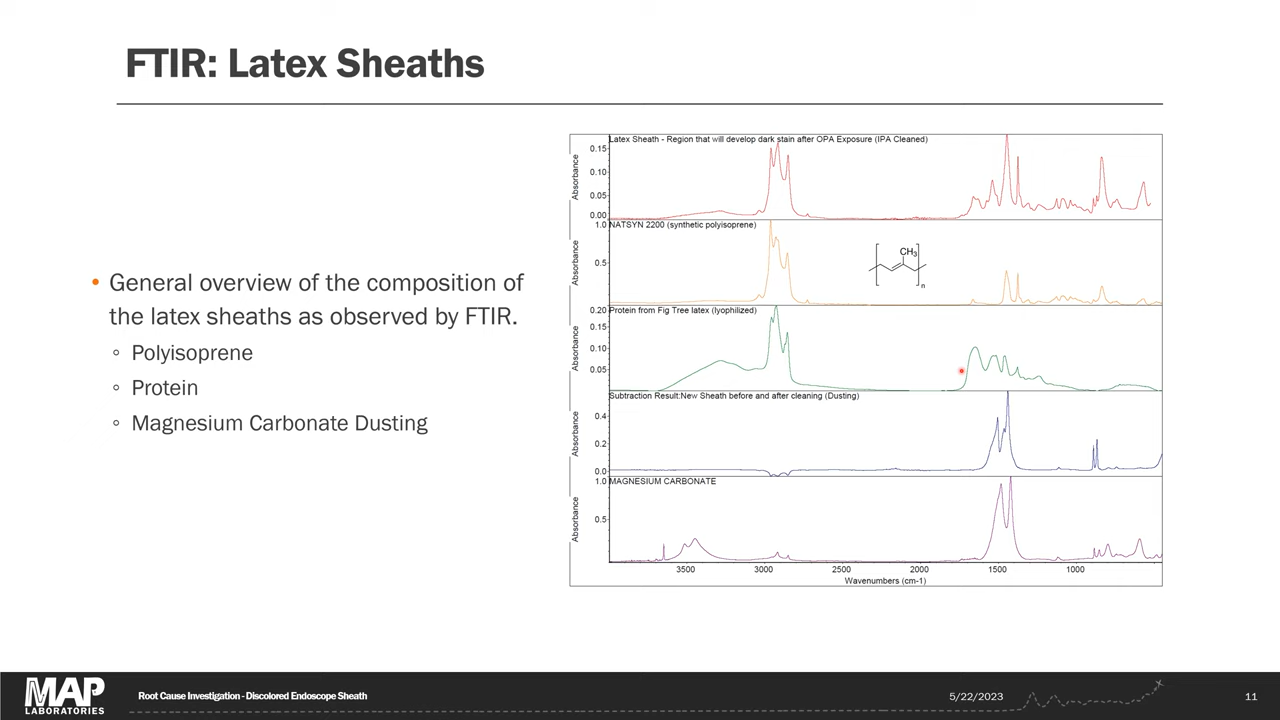 FTIR: Latex Sheaths
• General overview of the composition of
the latex sheaths as observed by FTIR.
◦ Polyisoprene
◦ Protein
◦ Magnesium Carbonate Dusting
Latex Sheath - Region that will develop dark stain after OPA Exposure (IPA Cleaned)
Absorbance
0.15
0.10
0.05
0.00
NATSYN 2200 (synthetic polyisoprene)
Absorbance
1.0
0.5
CH3
n
Protein from Fig Tree latex (lyophilized)
Absorbance
0.20
0.15
0.10
0.05
Subtraction Result:New Sheath before and after cleaning (Dusting)
Absorbance
0.4
0.2
0.0
MAGNESIUM CARBONATE
Absorbance
1.0
0.5
3500 3000 2500 2000 1500 1000
Wavenumbers (cm-1)
MAP
LABORATORIES
Root Cause Investigation - Discolored Endoscope Sheath
5/22/2023
11